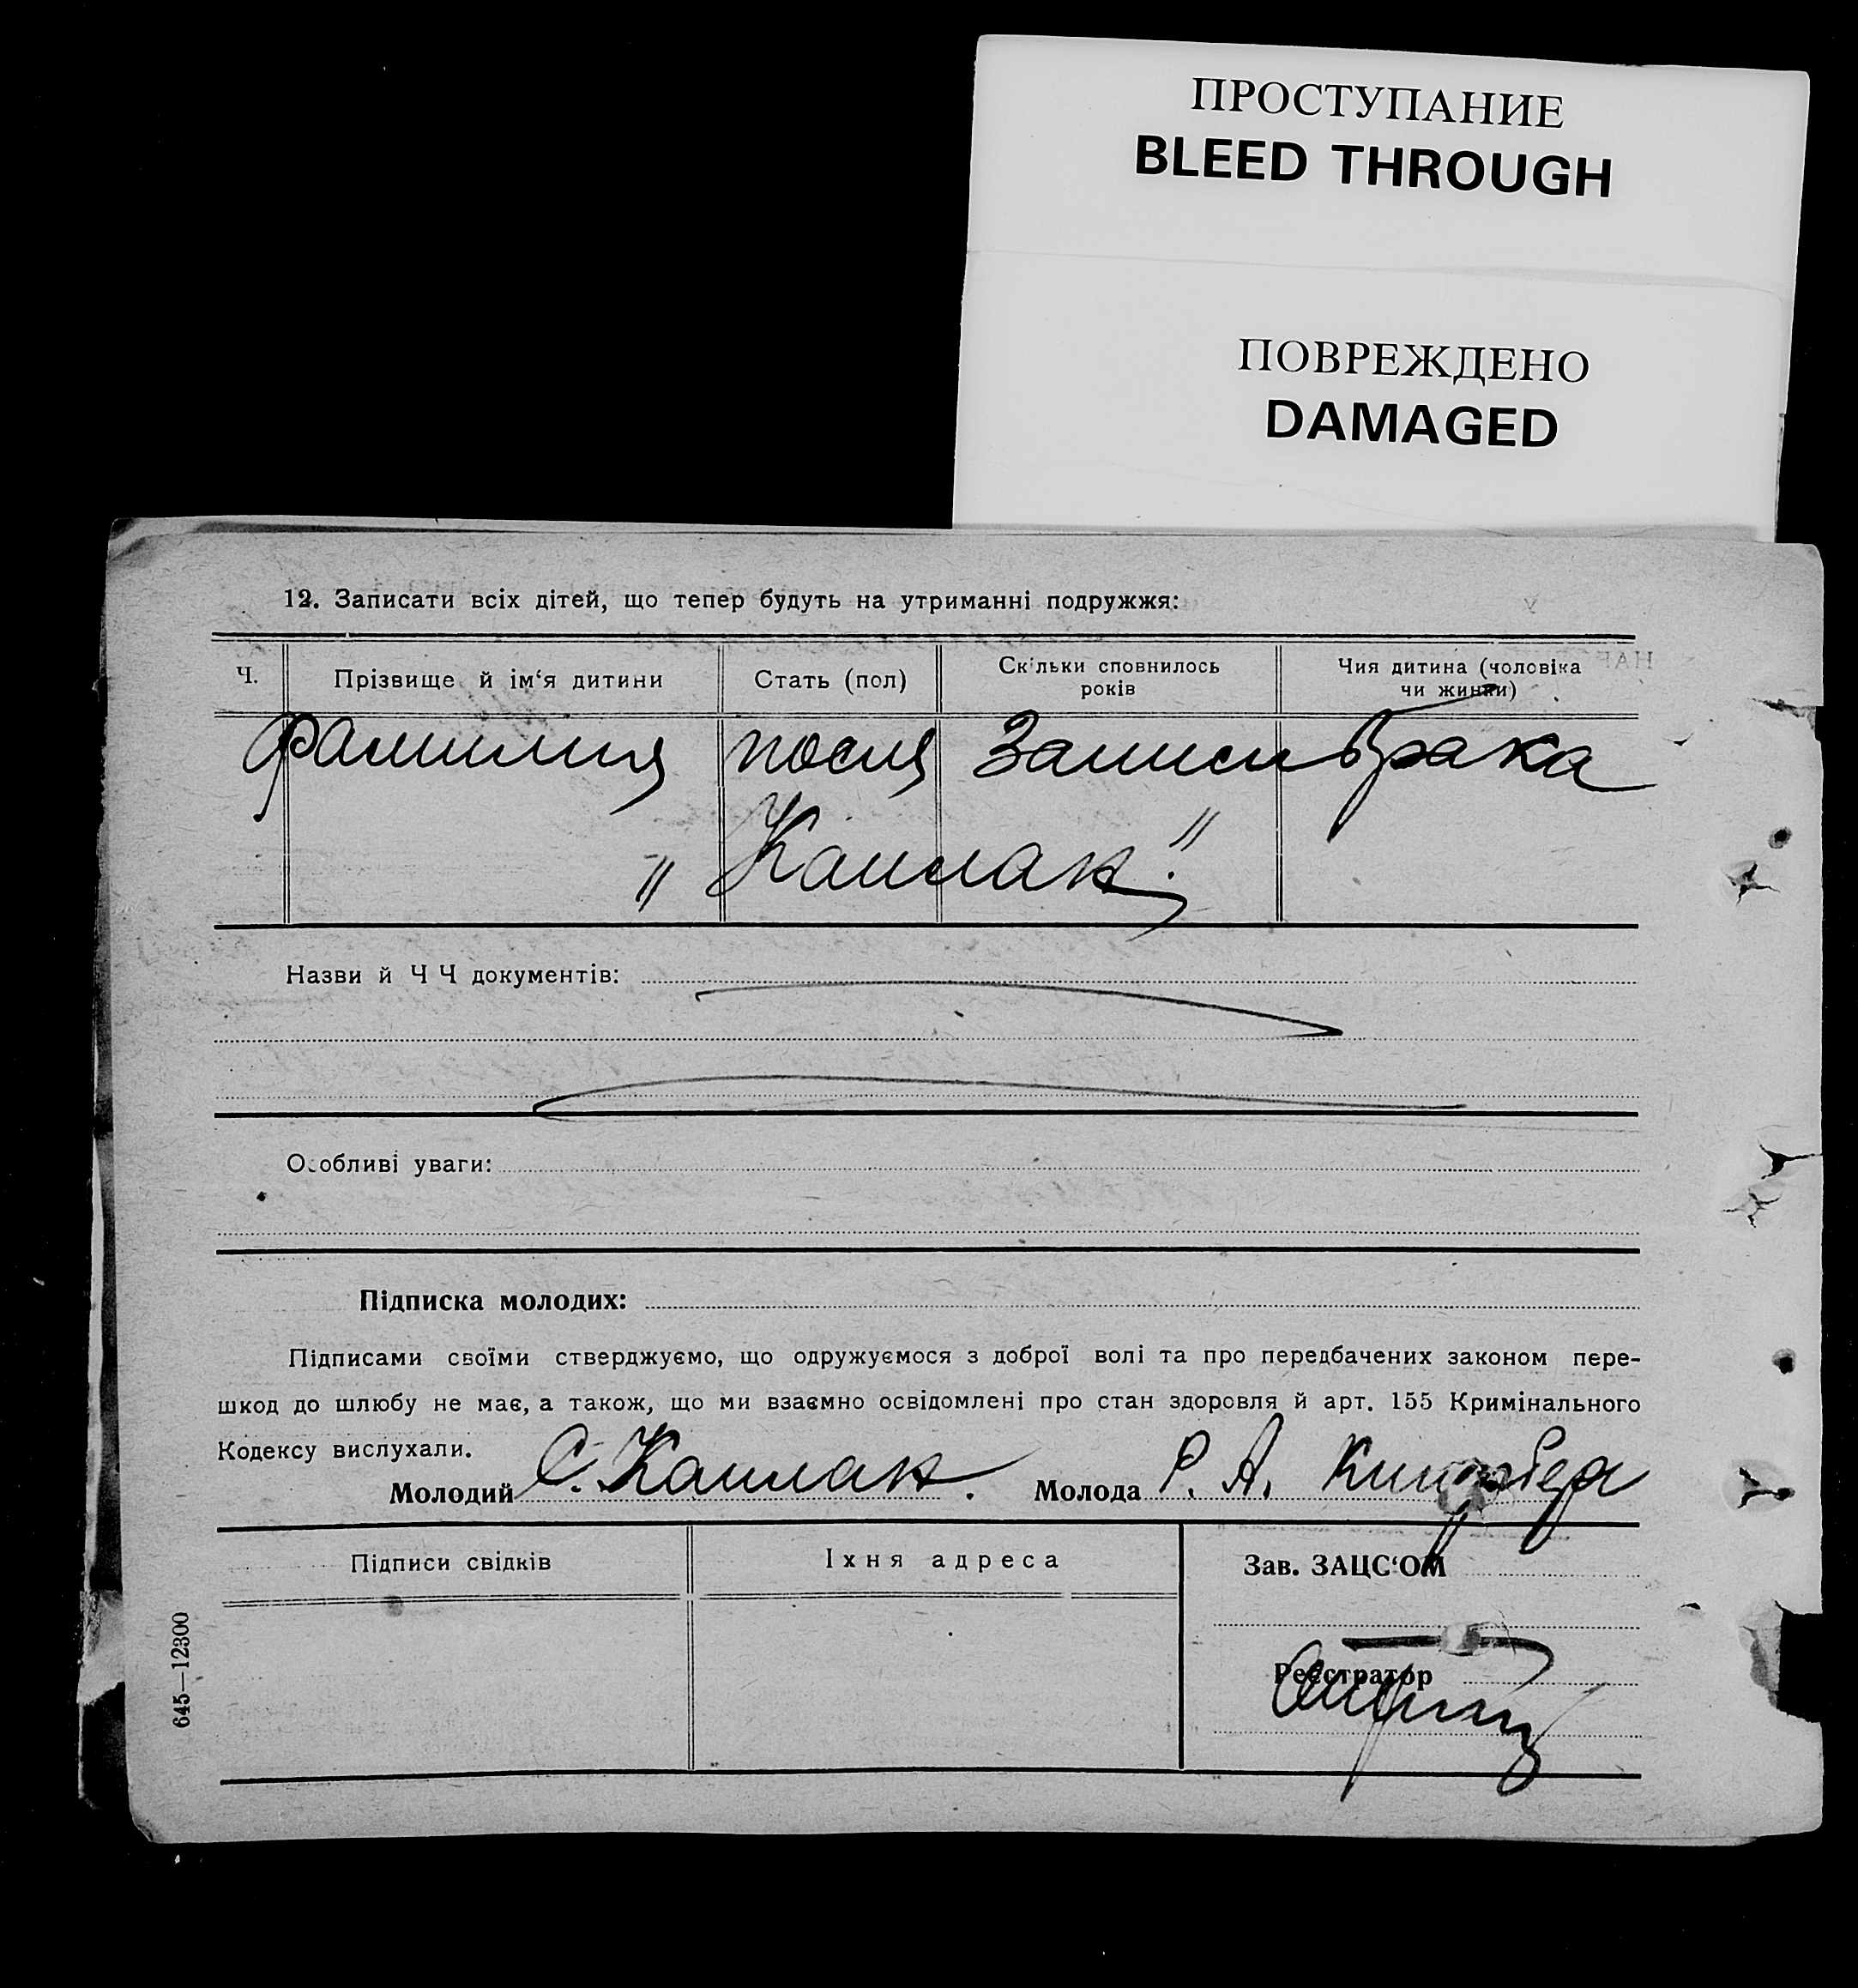 ПРОСТУПАНИЕ
BLEED THROUGH
ПОВРЕЖДЕНО
DAMAGED
12. Записати всіх дітей, що тепер будуть на утриманні подружжя:
Ч.
Прізвище й ім‘я дитини
Стать (пол)
Скільки сповнилось
років
Чия дитина (чоловіка
чи жинки)
Фамилия после Записи брака
„Каплан"
Назви й Ч Ч документів:
Особливі уваги:
Підписка молодих:
Підписами своїми стверджуємо, що одружуємося з доброї волі та про передбачених законом пере-
шкод до шлюбу не має, а також, що ми взаємно освідомлені про стан здоровля й арт. 155 Кримінального
Кодексу вислухали.
Молодий С. Каплан. Молода Р. А.
Підписи свідків
Їхня адреса
Зав. ЗАЦС‘ОМ
Реєстратор
645—12300